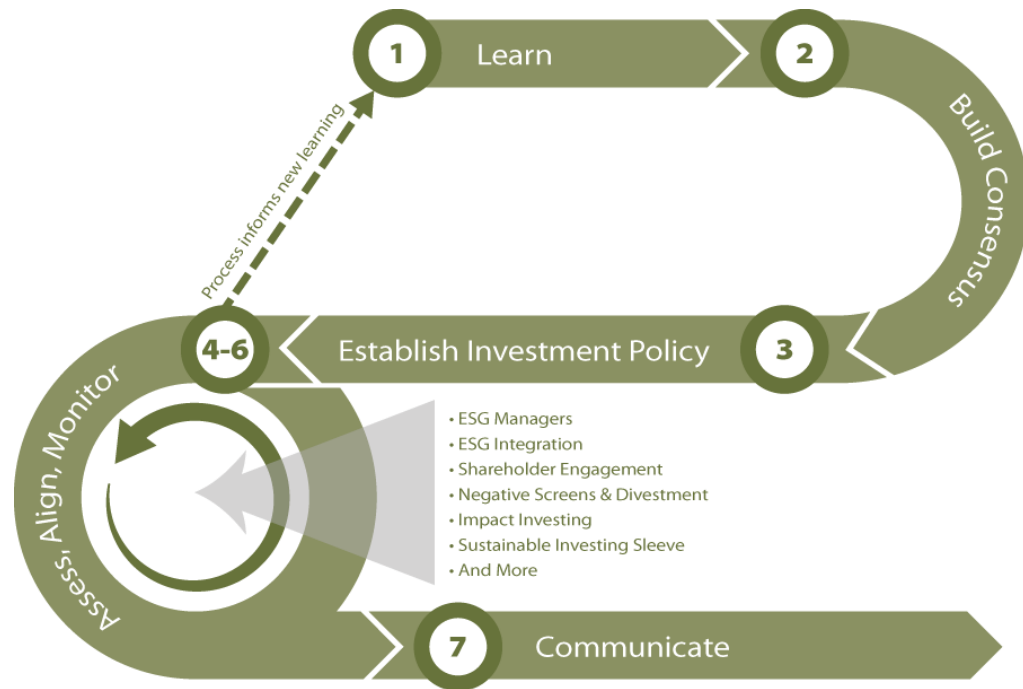 1
Learn
2
Build Consensus
Process informs new learning
3
Establish Investment Policy
4-6
Assess, Align, Monitor
• ESG Managers
• ESG Integration
• Shareholder Engagement
• Negative Screens & Divestment
• Impact Investing
• Sustainable Investing Sleeve
• And More
7
Communicate